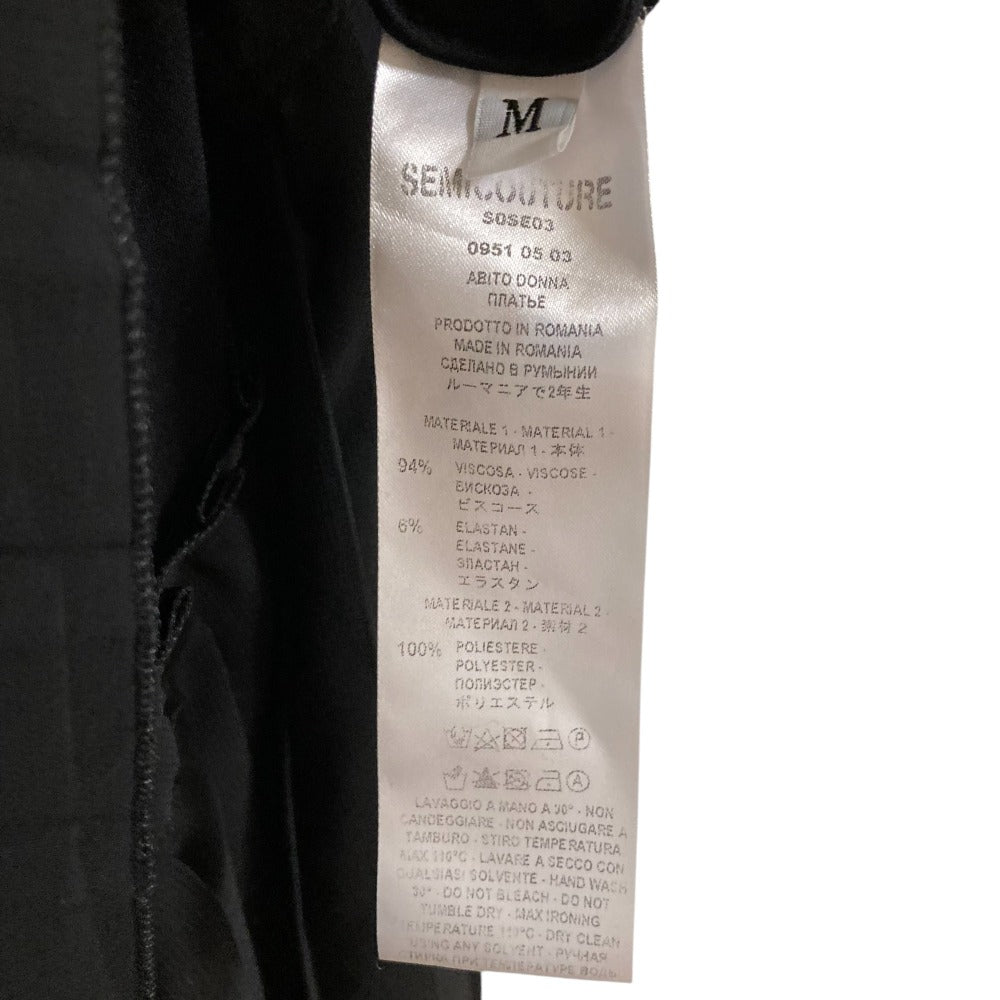 M
SEMICOUTURE
S0SE03
0951 05 03
ABITO DONNA
ПЛАТЬЕ
PRODOTTO IN ROMANIA
MADE IN ROMANIA
СДЕЛАНО В РУМЫНИИ
ルーマニアで2年生
MATERIALE 1 - MATERIAL 1 -
МАТЕРИАЛ 1 - 本体
94% VISCOSA - VISCOSE -
ВИСКОЗА -
ビスコース
6% ELASTAN -
ELASTANE -
ЭЛАСТАН -
エラスタン
MATERIALE 2 - MATERIAL 2 -
МАТЕРИАЛ 2 - 素材 2
100% POLIESTERE -
POLYESTER -
ПОЛИЭСТЕР -
ポリエステル
P
A
LAVAGGIO A MANO A 30° - NON
CANDEGGIARE - NON ASCIUGARE A
TAMBURO - STIRO TEMPERATURA
MAX 110°C - LAVARE A SECCO CON
QUALSIASI SOLVENTE - HAND WASH
30° - DO NOT BLEACH - DO NOT
TUMBLE DRY - MAX IRONING
TEMPERATURE 110°C - DRY CLEAN
USING ANY SOLVENT - РУЧНАЯ
СТИРКА ПРИ ТЕМПЕРАТУРЕ ВОДЫ